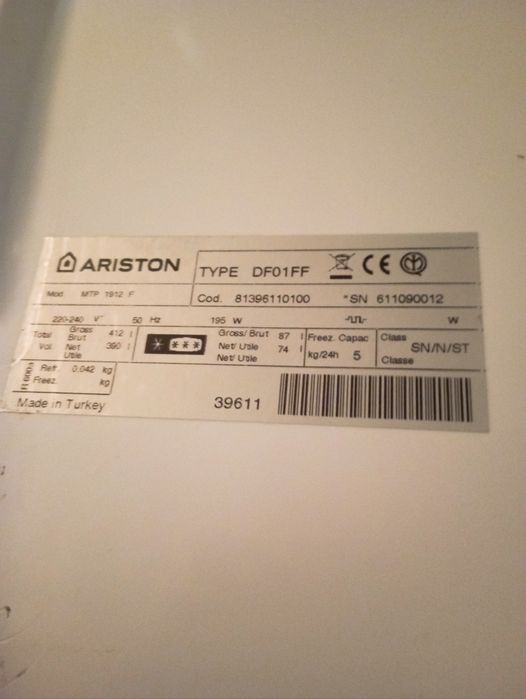 ARISTON
TYPE DF01FF
CE
Mod. MTP 1912 F
Cod. 81396110100 *SN 611090012
220-240 V~ 50 Hz 195 W W
Total Gross Brut 412 l
Vol. Net Utile 390 l
* ***
Gross/Brut 87 l
Net/Utile 74 l
Net/Utile
Freez. Capac
kg/24h 5
Class
SN/N/ST
Classe
Refr. 0,042 kg
Freez. kg
Made in Turkey
39611